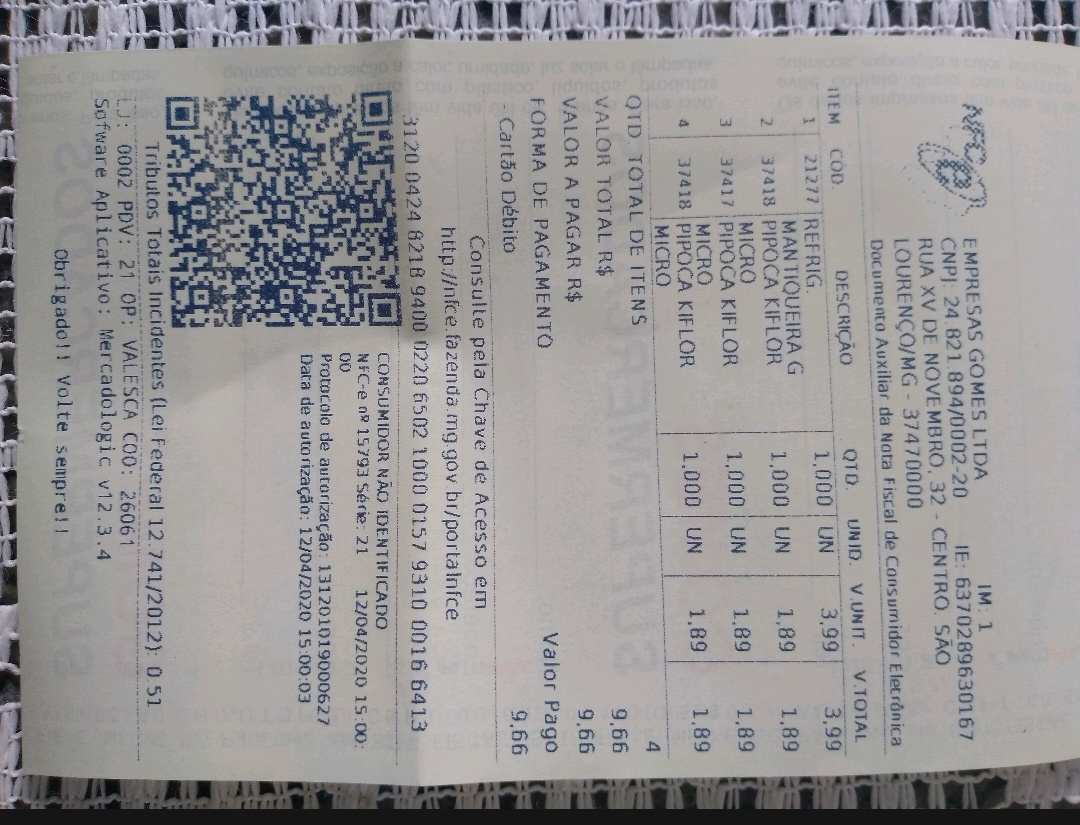 NFC e
EMPRESAS GOMES LTDA IM: 1
CNPJ: 24.821.894/0002-20 IE: 6370289630167
RUA XV DE NOVEMBRO, 32 - CENTRO, SÃO
LOURENÇO/MG - 37470000
Documento Auxiliar da Nota Fiscal de Consumidor Eletrônica
ITEM COD. DESCRIÇÃO QTD. UNID. V.UNIT. V.TOTAL
1 21277 REFRIG. 1,000 UN 3,99 3,99
MANTIQUEIRA G
2 37418 PIPOCA KIFLOR 1,000 UN 1,89 1,89
MICRO
3 37417 PIPOCA KIFLOR 1,000 UN 1,89 1,89
MICRO
4 37418 PIPOCA KIFLOR 1,000 UN 1,89 1,89
MICRO
QTD. TOTAL DE ITENS 4
VALOR TOTAL R$ 9,66
VALOR A PAGAR R$ 9,66
FORMA DE PAGAMENTO Valor Pago
Cartão Débito 9,66
Consulte pela Chave de Acesso em
http://nfce.fazenda.mg.gov.br/portalnfce
3120 0424 8218 9400 0220 6502 1000 0157 9310 0016 6413
CONSUMIDOR NÃO IDENTIFICADO
NFC-e nº 15793 Série: 21 12/04/2020 15:00:
00
Protocolo de autorização: 131201019000627
Data de autorização: 12/04/2020 15:00:03
Tributos Totais Incidentes (Lei Federal 12.741/2012): 0,51
LJ: 0002 PDV: 21 OP: VALESCA COO: 26061
Sofware Aplicativo: Mercadologic v12.3.4
Obrigado!! Volte sempre!!